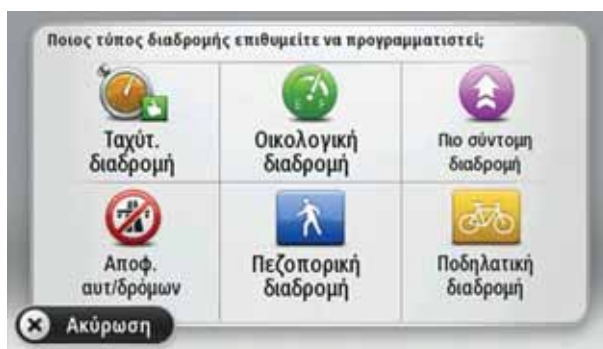 Ποιος τύπος διαδρομής επιθυμείτε να προγραμματιστεί;
Ταχύτ.
διαδρομή
Οικολογική
διαδρομή
Πιο σύντομη
διαδρομή
Αποφ.
αυτ/δρόμων
Πεζοπορική
διαδρομή
Ποδηλατική
διαδρομή
Ακύρωση